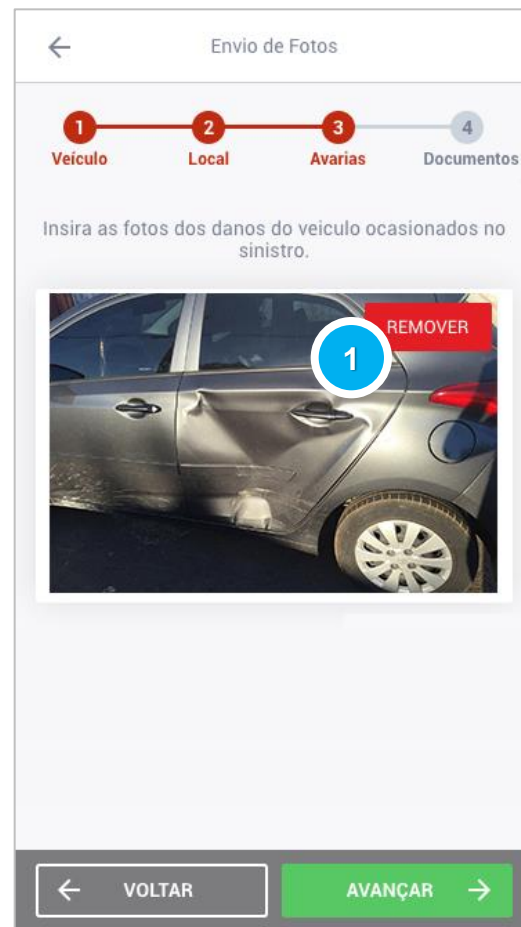 Envio de Fotos
1 2 3 4
Veículo Local Avarias Documentos
Insira as fotos dos danos do veiculo ocasionados no
sinistro.
REMOVER
1
VOLTAR AVANÇAR